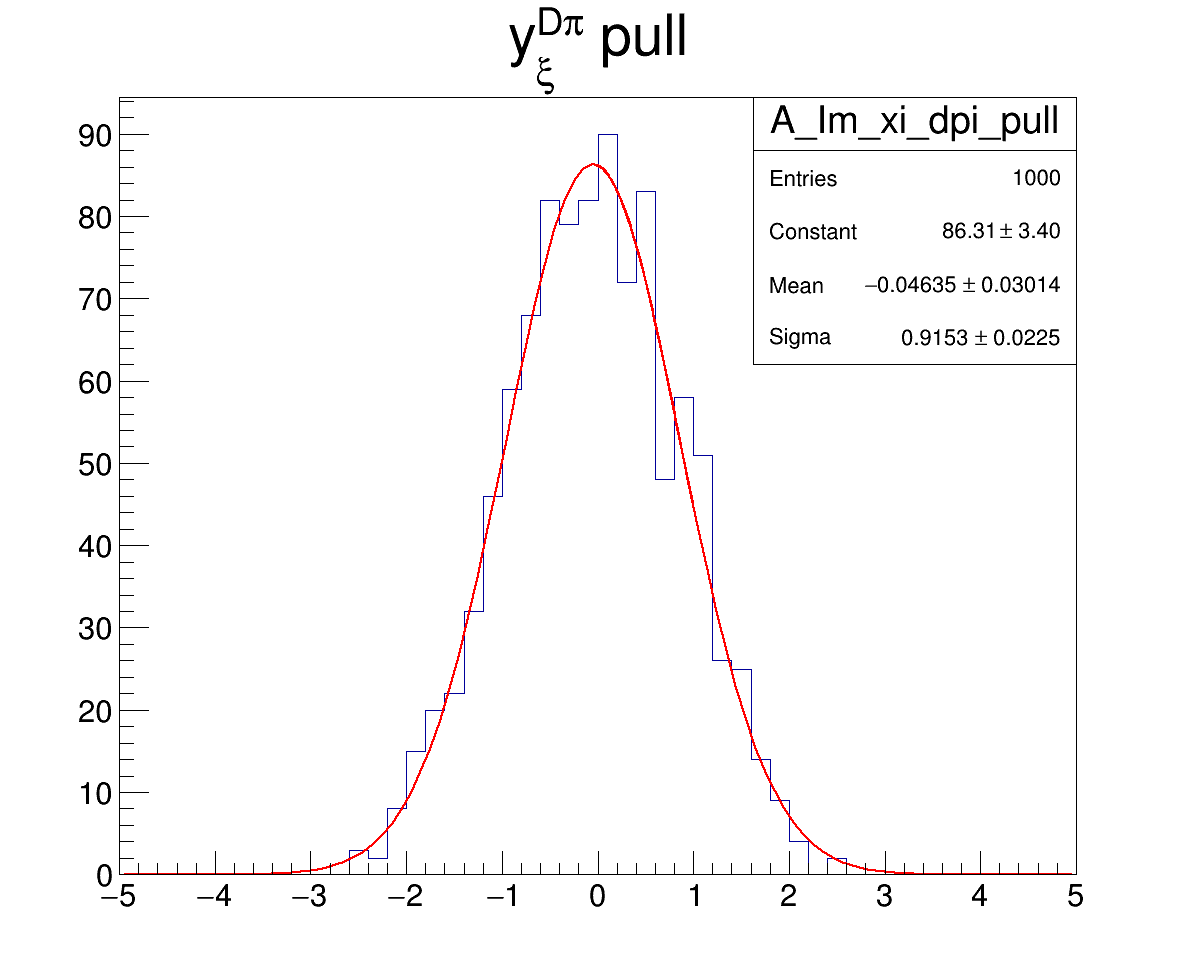 y_ξ^Dπ pull
A_Im_xi_dpi_pull
Entries 1000
Constant 86.31 ± 3.40
Mean −0.04635 ± 0.03014
Sigma 0.9153 ± 0.0225
90
80
70
60
50
40
30
20
10
0
−5 −4 −3 −2 −1 0 1 2 3 4 5